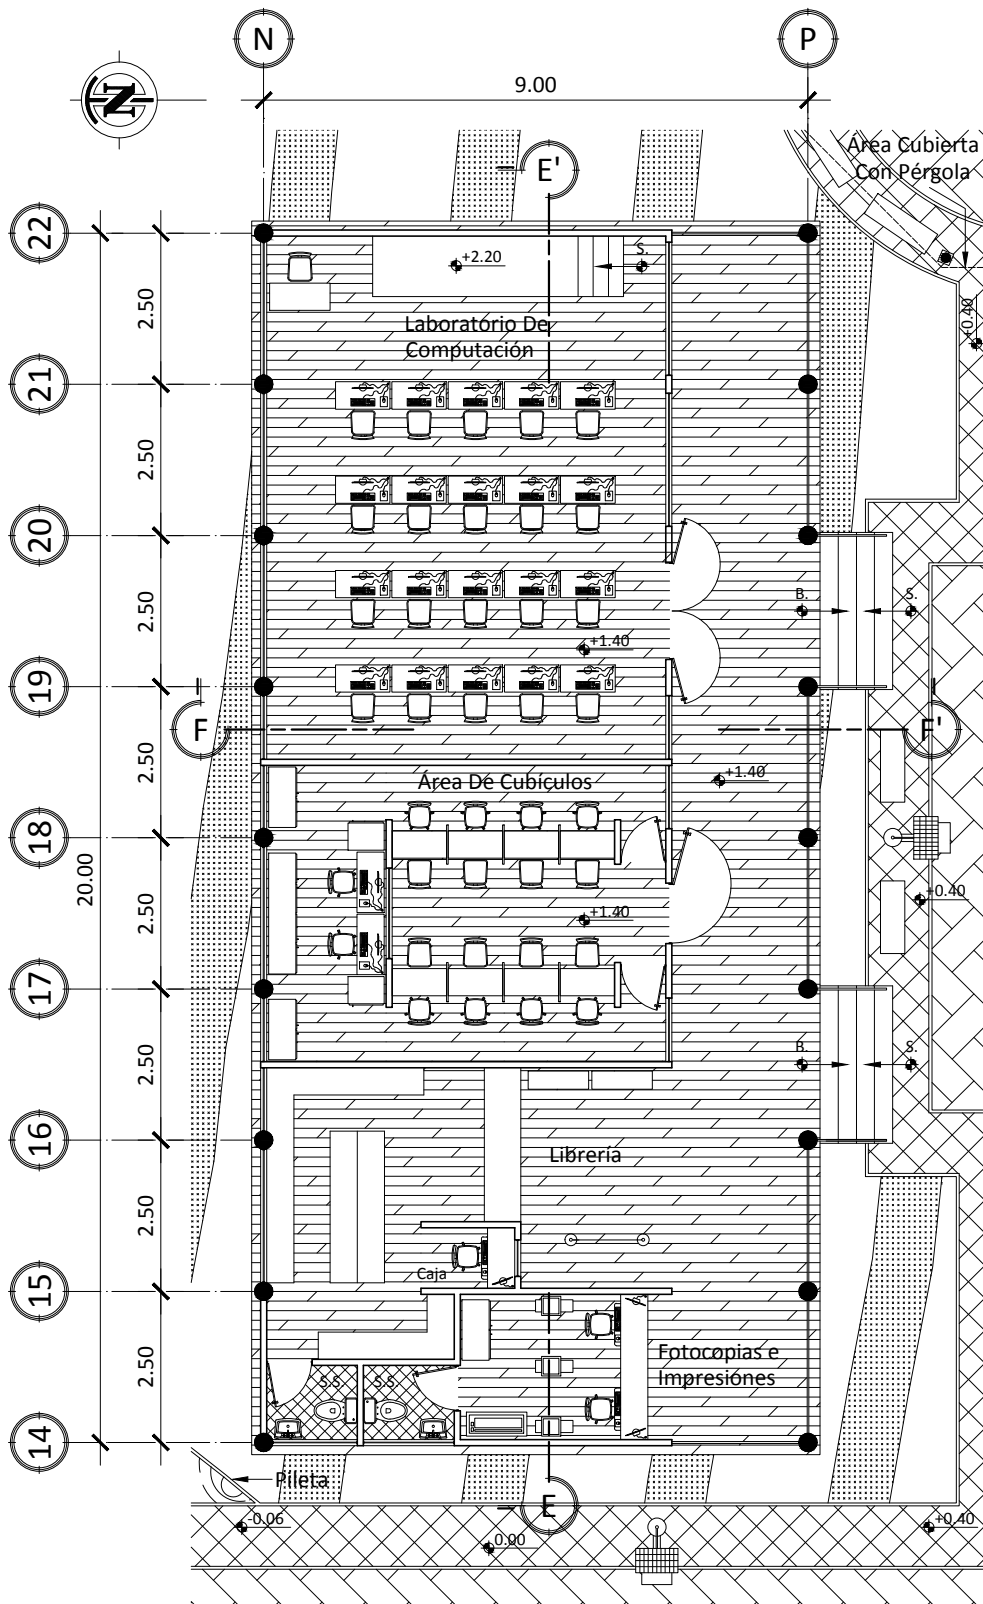 N
P
9.00
N
Área Cubierta
Con Pérgola
E'
22
+2.20
S.
2.50
+0.40
Laboratorio De
Computación
21
2.50
20
2.50
B.
S.
+1.40
19
F
F'
2.50
Área De Cubículos
+1.40
18
20.00
2.50
+0.40
+1.40
17
2.50
B.
S.
16
Librería
2.50
Caja
15
2.50
Fotocopias e
Impresiónes
S.S.
S.S.
14
Pileta
E
-0.06
0.00
+0.40